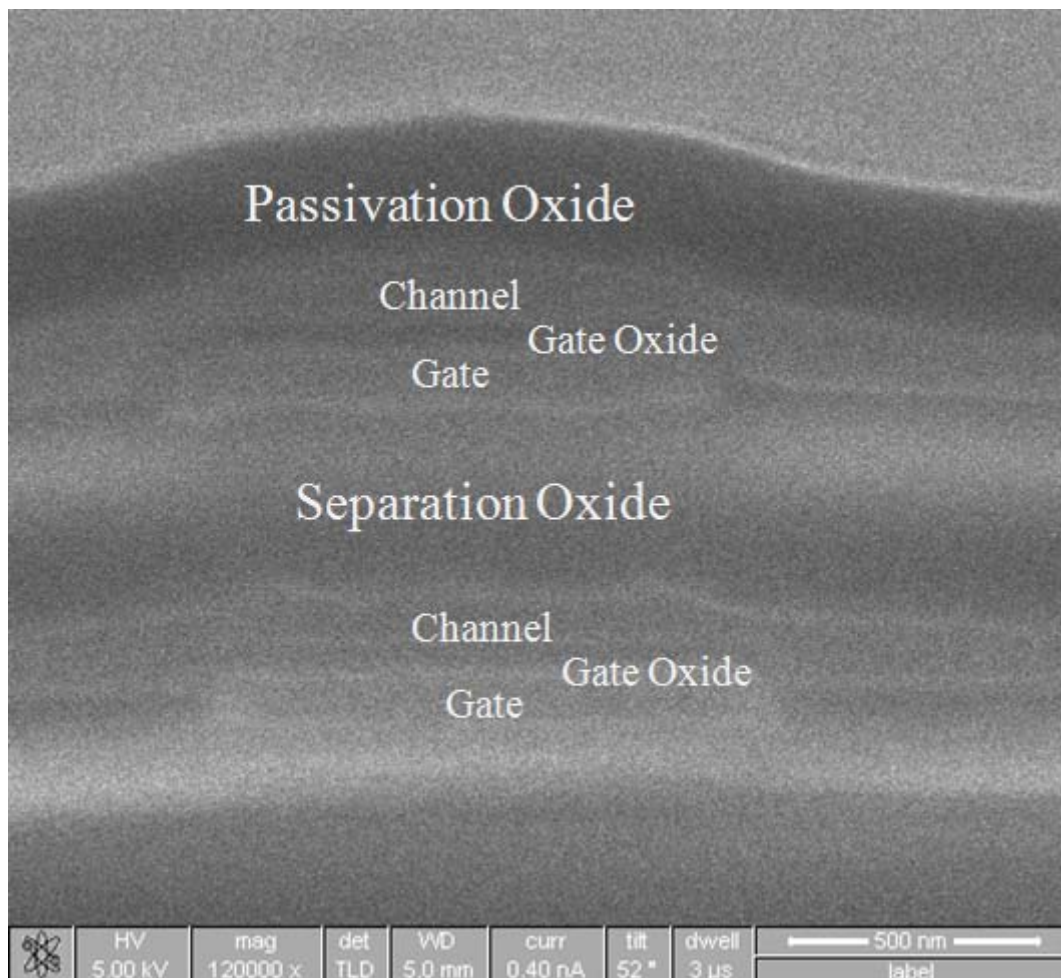 Passivation Oxide
Channel
Gate Oxide
Gate
Separation Oxide
Channel
Gate Oxide
Gate
HV mag det WD curr tilt dwell 500 nm
5.00 kV 120000 x TLD 5.0 mm 0.40 nA 52 ° 3 µs label